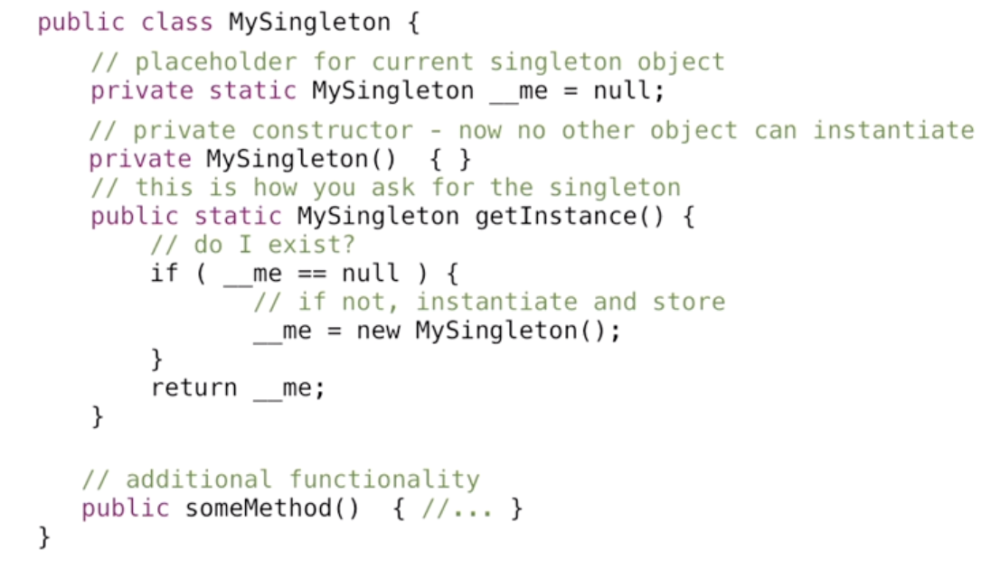 public class MySingleton {
// placeholder for current singleton object
private static MySingleton __me = null;
// private constructor - now no other object can instantiate
private MySingleton()  { }
// this is how you ask for the singleton
public static MySingleton getInstance() {
// do I exist?
if ( __me == null ) {
// if not, instantiate and store
__me = new MySingleton();
}
return __me;
}
// additional functionality
public someMethod()  { //... }
}